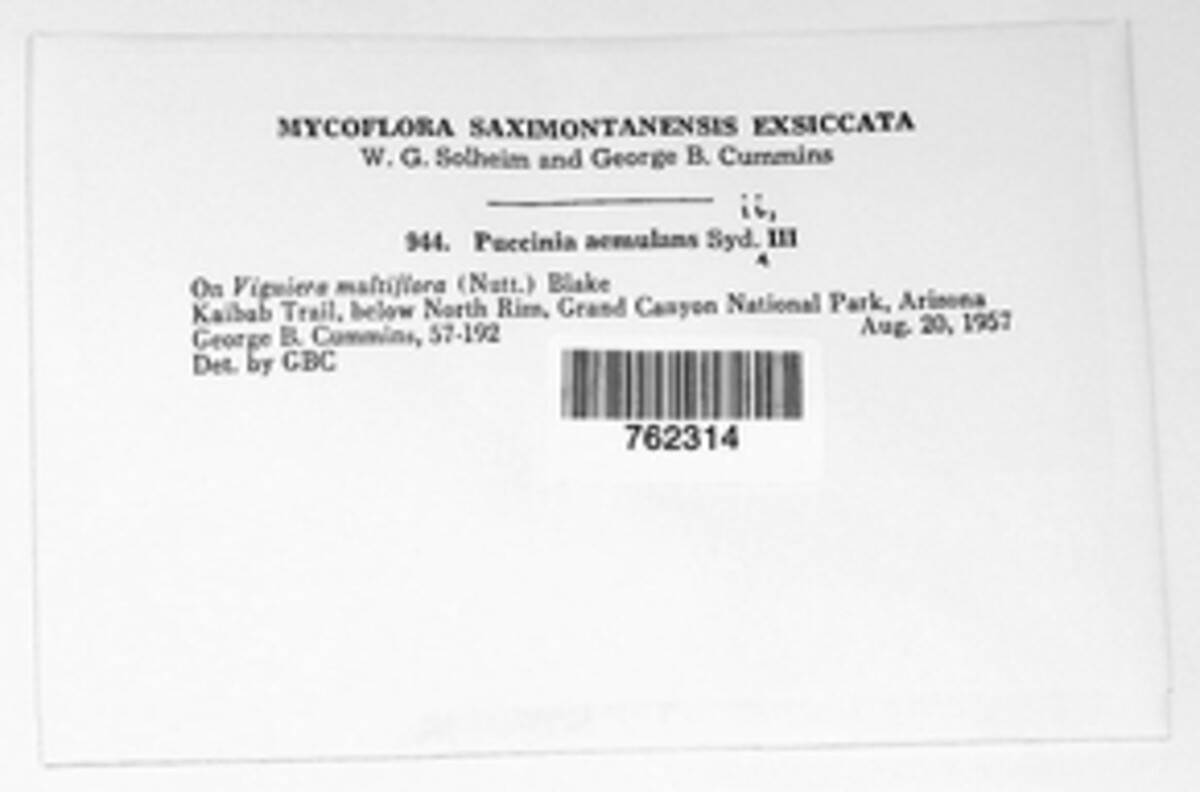 MYCOFLORA SAXIMONTANENSIS EXSICCATA
W. G. Solheim and George B. Cummins
ii,
944. Puccinia aemulans Syd. ^ III
On Viguiera multiflora (Nutt.) Blake
Kaibab Trail, below North Rim, Grand Canyon National Park, Arizona
George B. Cummins, 57-192 Aug. 20, 1957
Det. by GBC
762314